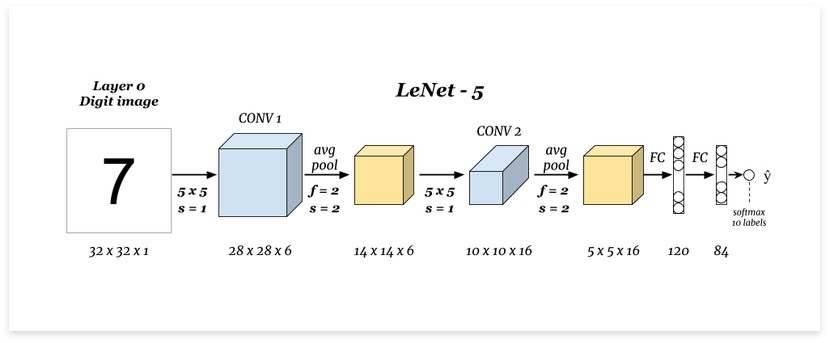 LeNet - 5
Layer 0
Digit image
7
32 x 32 x 1
5 x 5
s = 1
CONV 1
28 x 28 x 6
avg
pool
f = 2
s = 2
14 x 14 x 6
5 x 5
s = 1
CONV 2
10 x 10 x 16
avg
pool
f = 2
s = 2
5 x 5 x 16
FC
120
FC
84
ŷ
softmax
10 labels